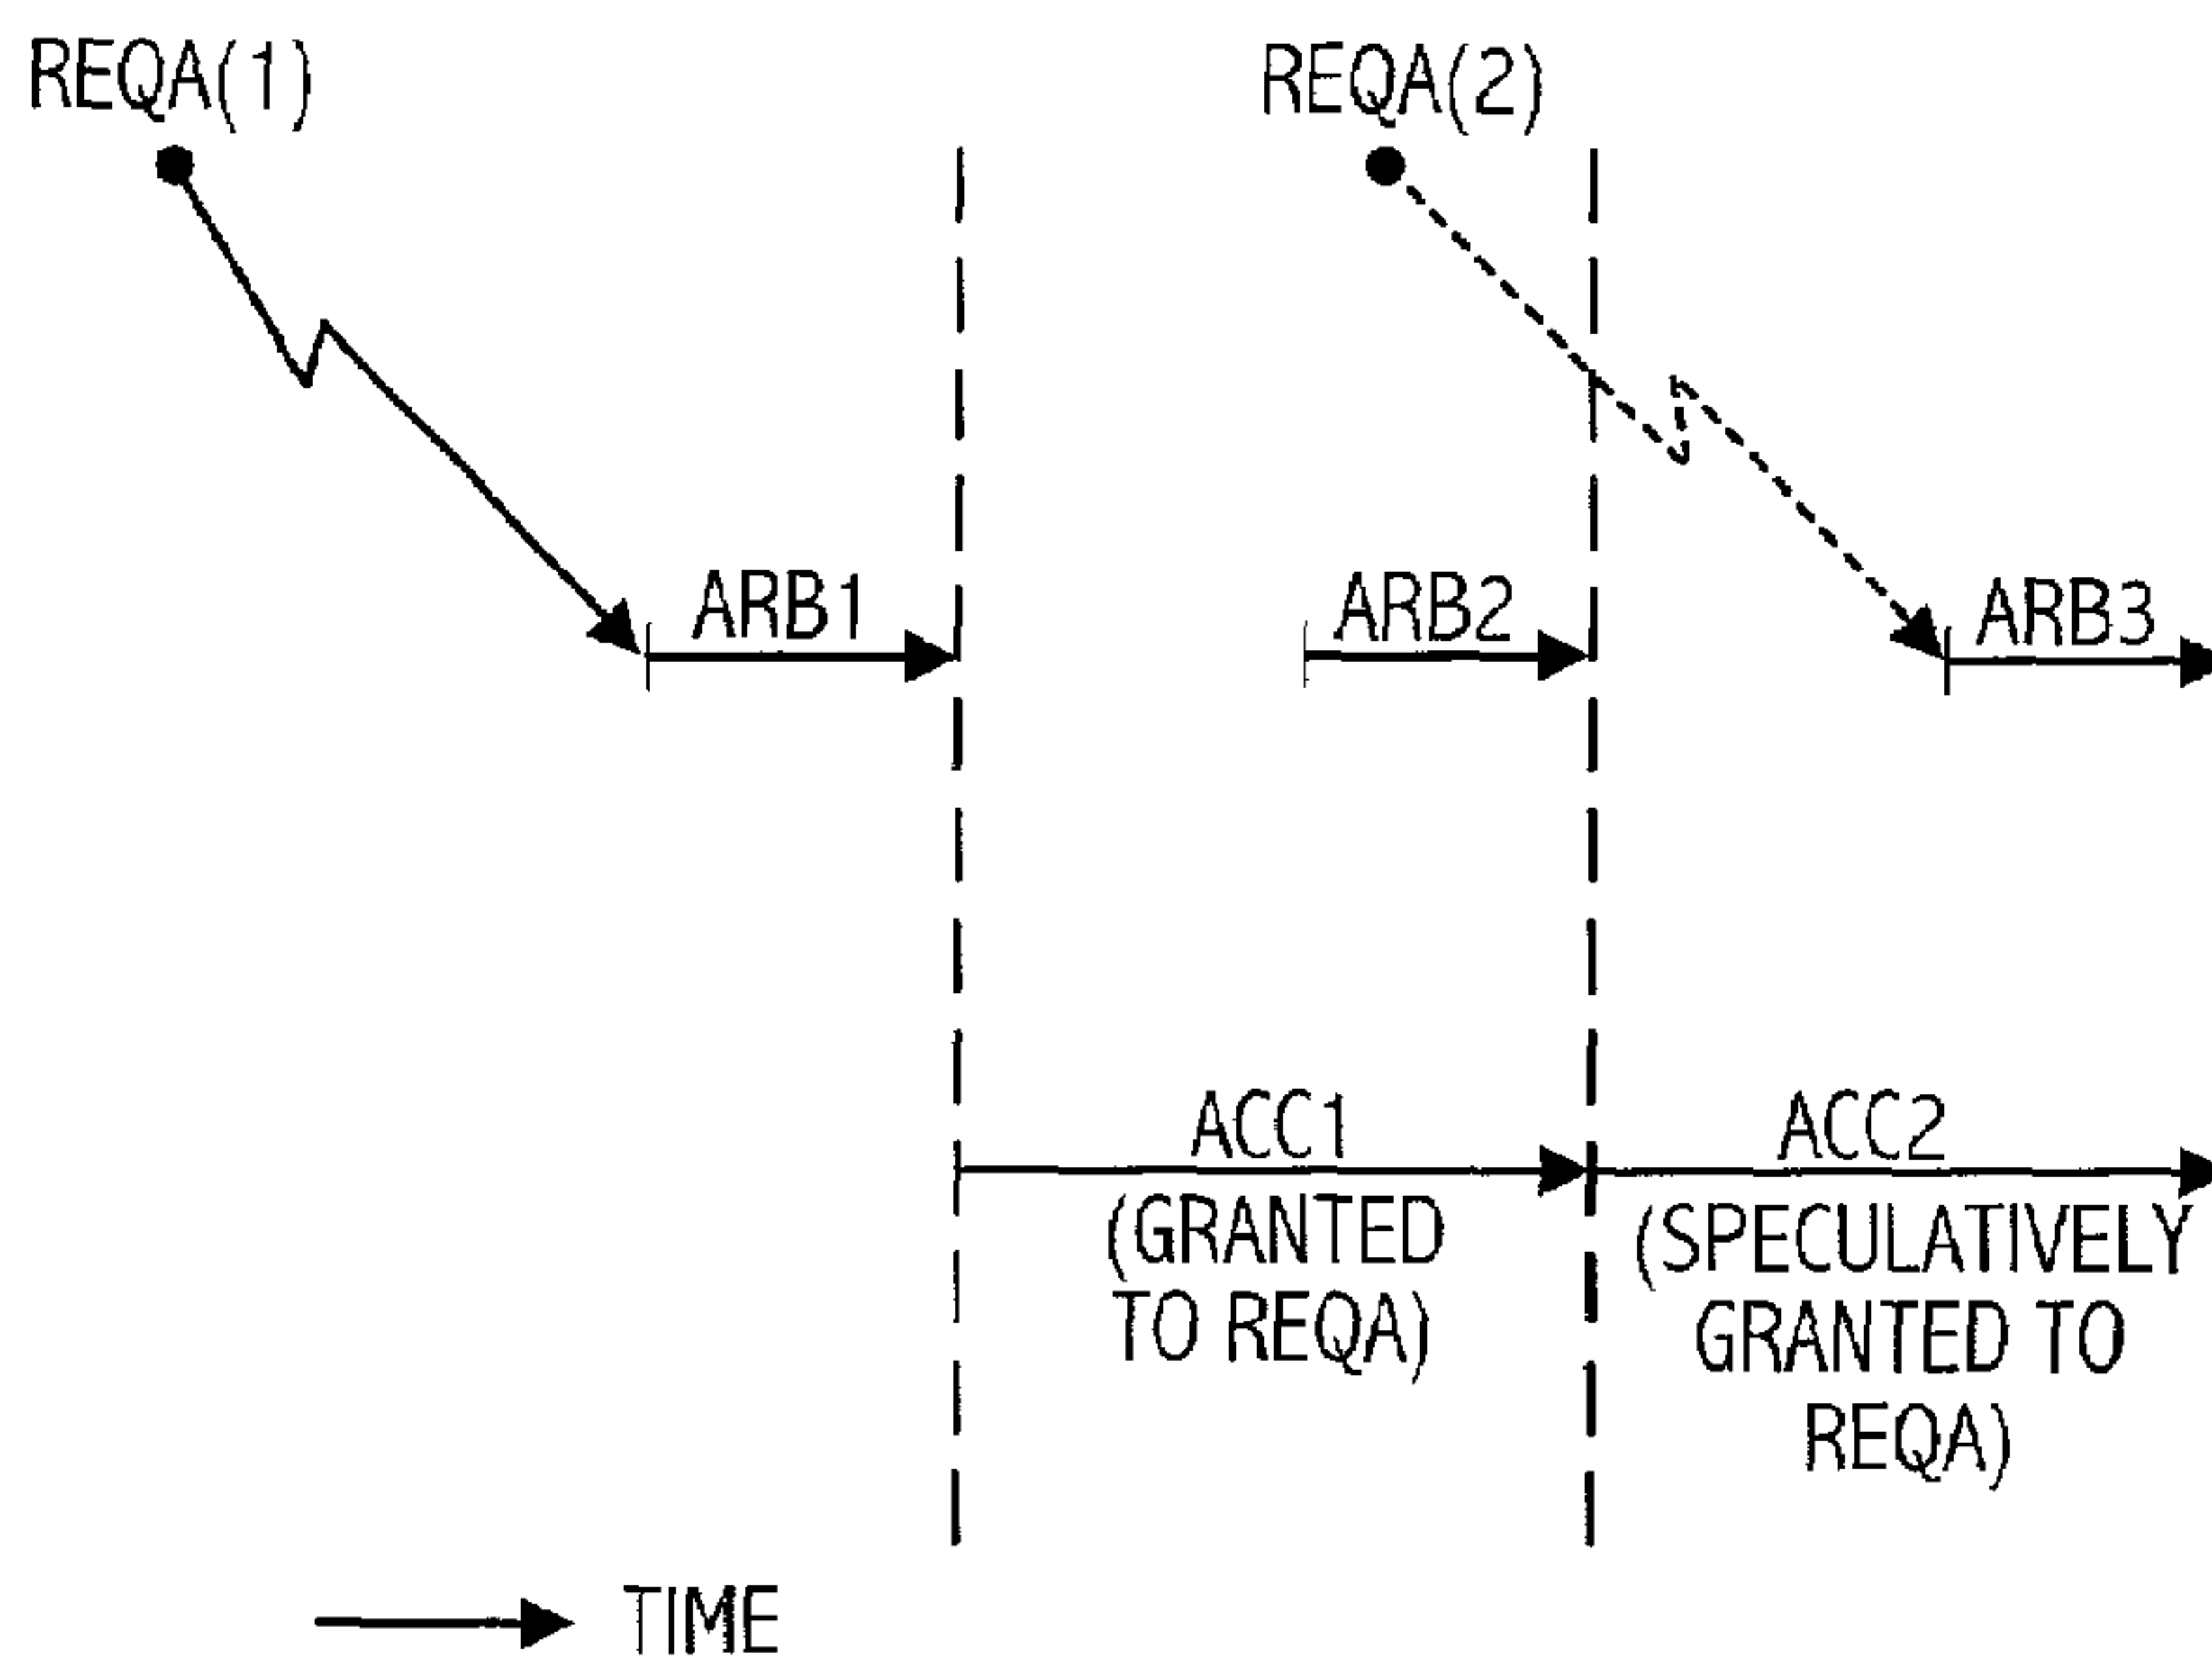 REQA(1)
REQA(2)
ARB1
ARB2
ARB3
ACC1
(GRANTED
TO REQA)
ACC2
(SPECULATIVELY
GRANTED TO
REQA)
TIME